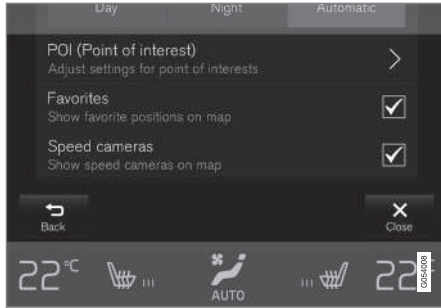 Day Night Automatic
POI (Point of interest)
Adjust settings for point of interests
Favorites
Show favorite positions on map
Speed cameras
Show speed cameras on map
Back Close
22°C 22°
AUTO
G054008